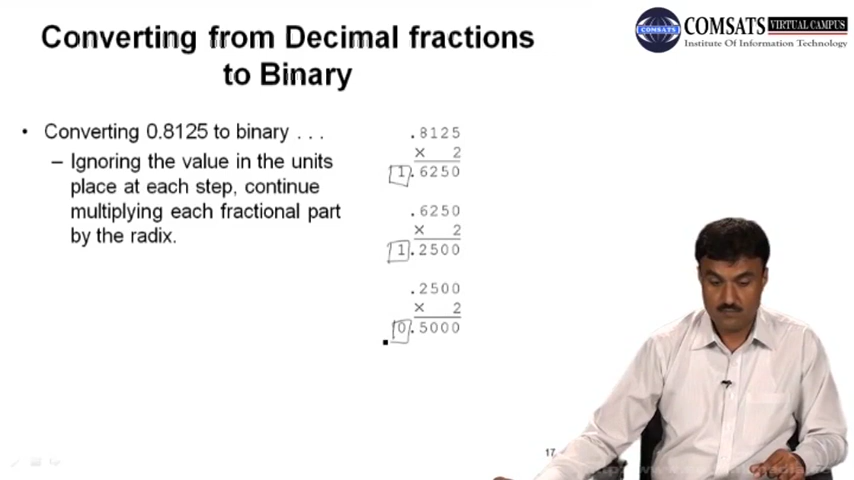 Converting from Decimal fractions
to Binary
COMSATS VIRTUAL CAMPUS
COMSATS
Institute Of Information Technology
• Converting 0.8125 to binary . . .
– Ignoring the value in the units
place at each step, continue
multiplying each fractional part
by the radix.
.8125
× 2
1.6250
.6250
× 2
1.2500
.2500
× 2
0.5000
17